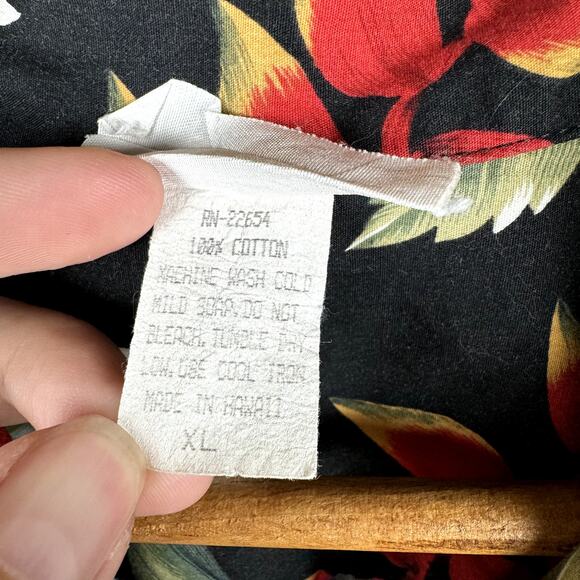 RN-22654
100% COTTON
MACHINE WASH COLD
MILD SOAP.DO NOT
BLEACH.TUMBLE DRY
LOW.USE COOL IRON
MADE IN HAWAII
XL